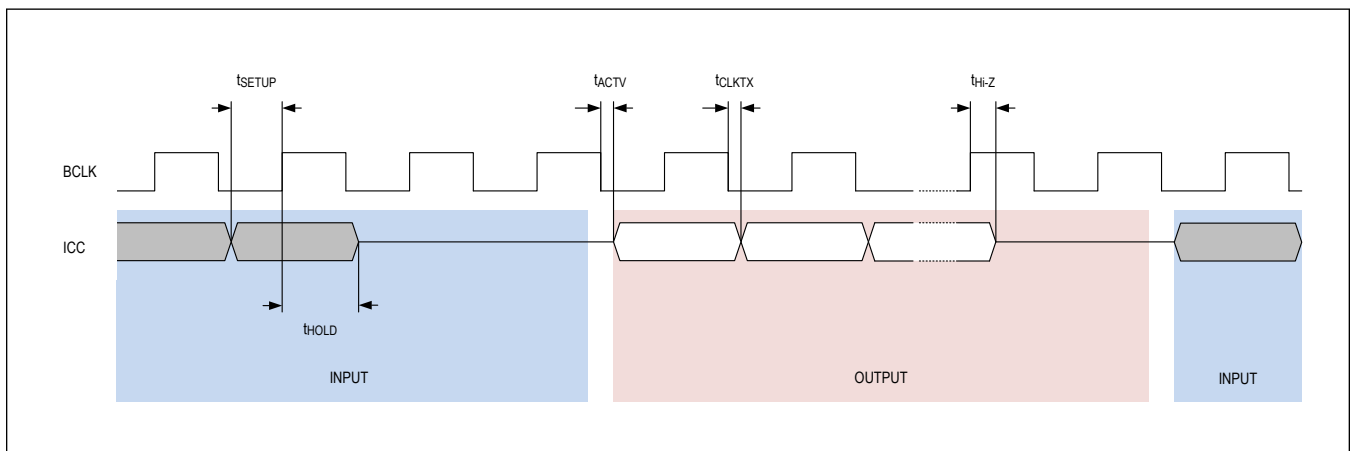 tSETUP
tACTV
tCLKTX
tHi-Z
BCLK
ICC
tHOLD
INPUT
OUTPUT
INPUT